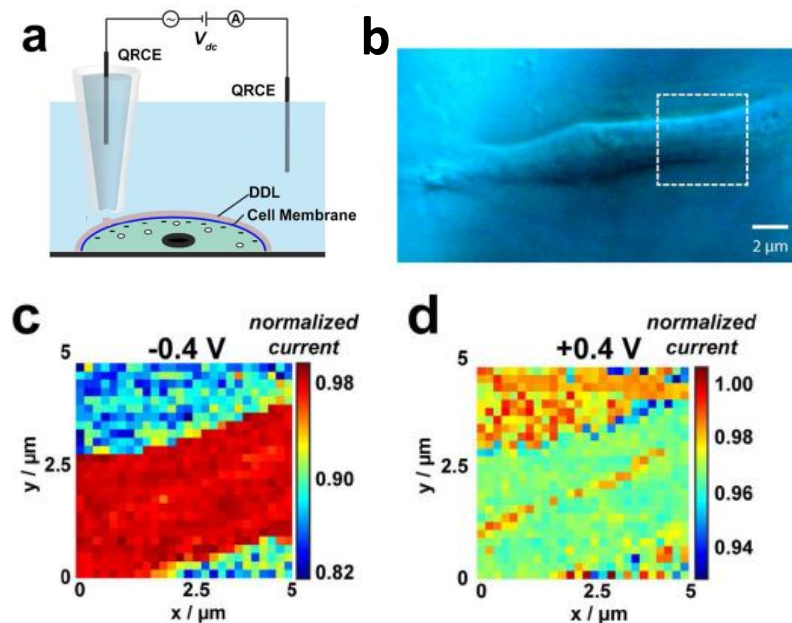 a
QRCE
V_dc
A
QRCE
DDL
Cell Membrane
b
2 µm
c
-0.4 V
normalized
current
5
2.5
0
y / µm
0 2.5 5
x / µm
0.98
0.90
0.82
d
+0.4 V
normalized
current
5
2.5
0
y / µm
0 2.5 5
x / µm
1.00
0.98
0.96
0.94